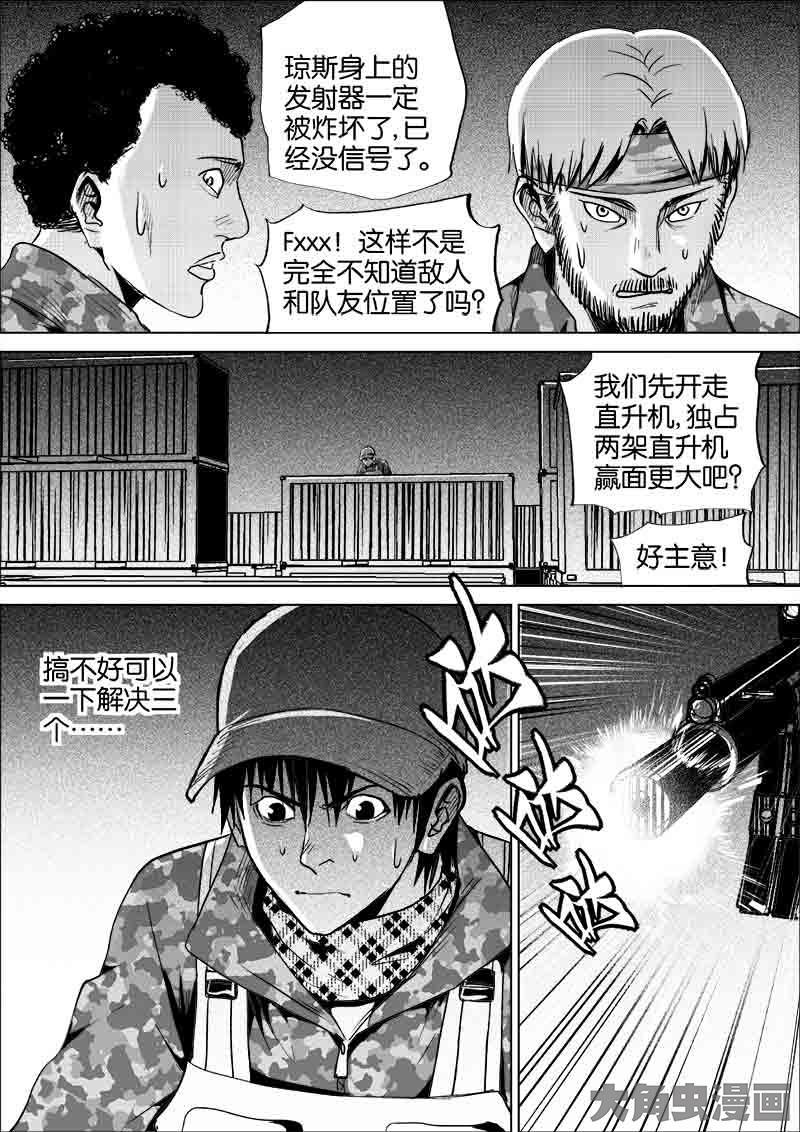 琼斯身上的
发射器一定
被炸坏了,已
经没信号了。
Fxxx！这样不是
完全不知道敌人
和队友位置了吗？
我们先开走
直升机,独占
两架直升机
赢面更大吧？
好主意！
搞不好可以
一下解决三
个……
咕
咕
咕
大角虫漫画